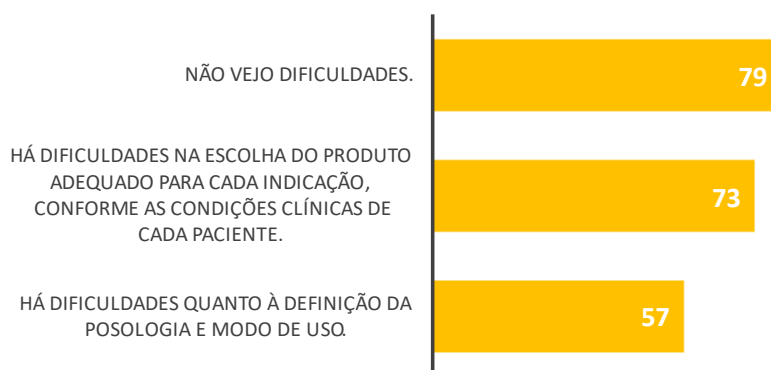 NÃO VEJO DIFICULDADES.
79
HÁ DIFICULDADES NA ESCOLHA DO PRODUTO
ADEQUADO PARA CADA INDICAÇÃO,
CONFORME AS CONDIÇÕES CLÍNICAS DE
CADA PACIENTE.
73
HÁ DIFICULDADES QUANTO À DEFINIÇÃO DA
POSOLOGIA E MODO DE USO.
57